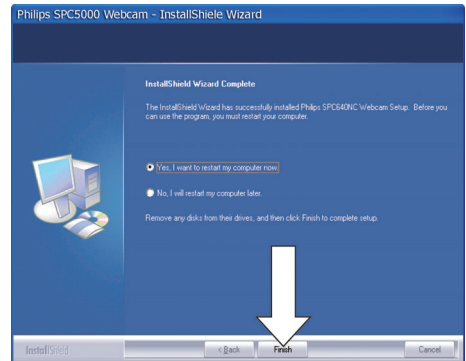 Philips SPC5000 Webcam - InstallShiele Wizard
InstallShield Wizard Complete
The InstallShield Wizard has successfully installed Philips SPC640NC Webcam Setup. Before you
can use the program, you must restart your computer.
Yes, I want to restart my computer now.
No, I will restart my computer later.
Remove any disks from their drives, and then click Finish to complete setup.
InstallShield
< Back
Finish
Cancel